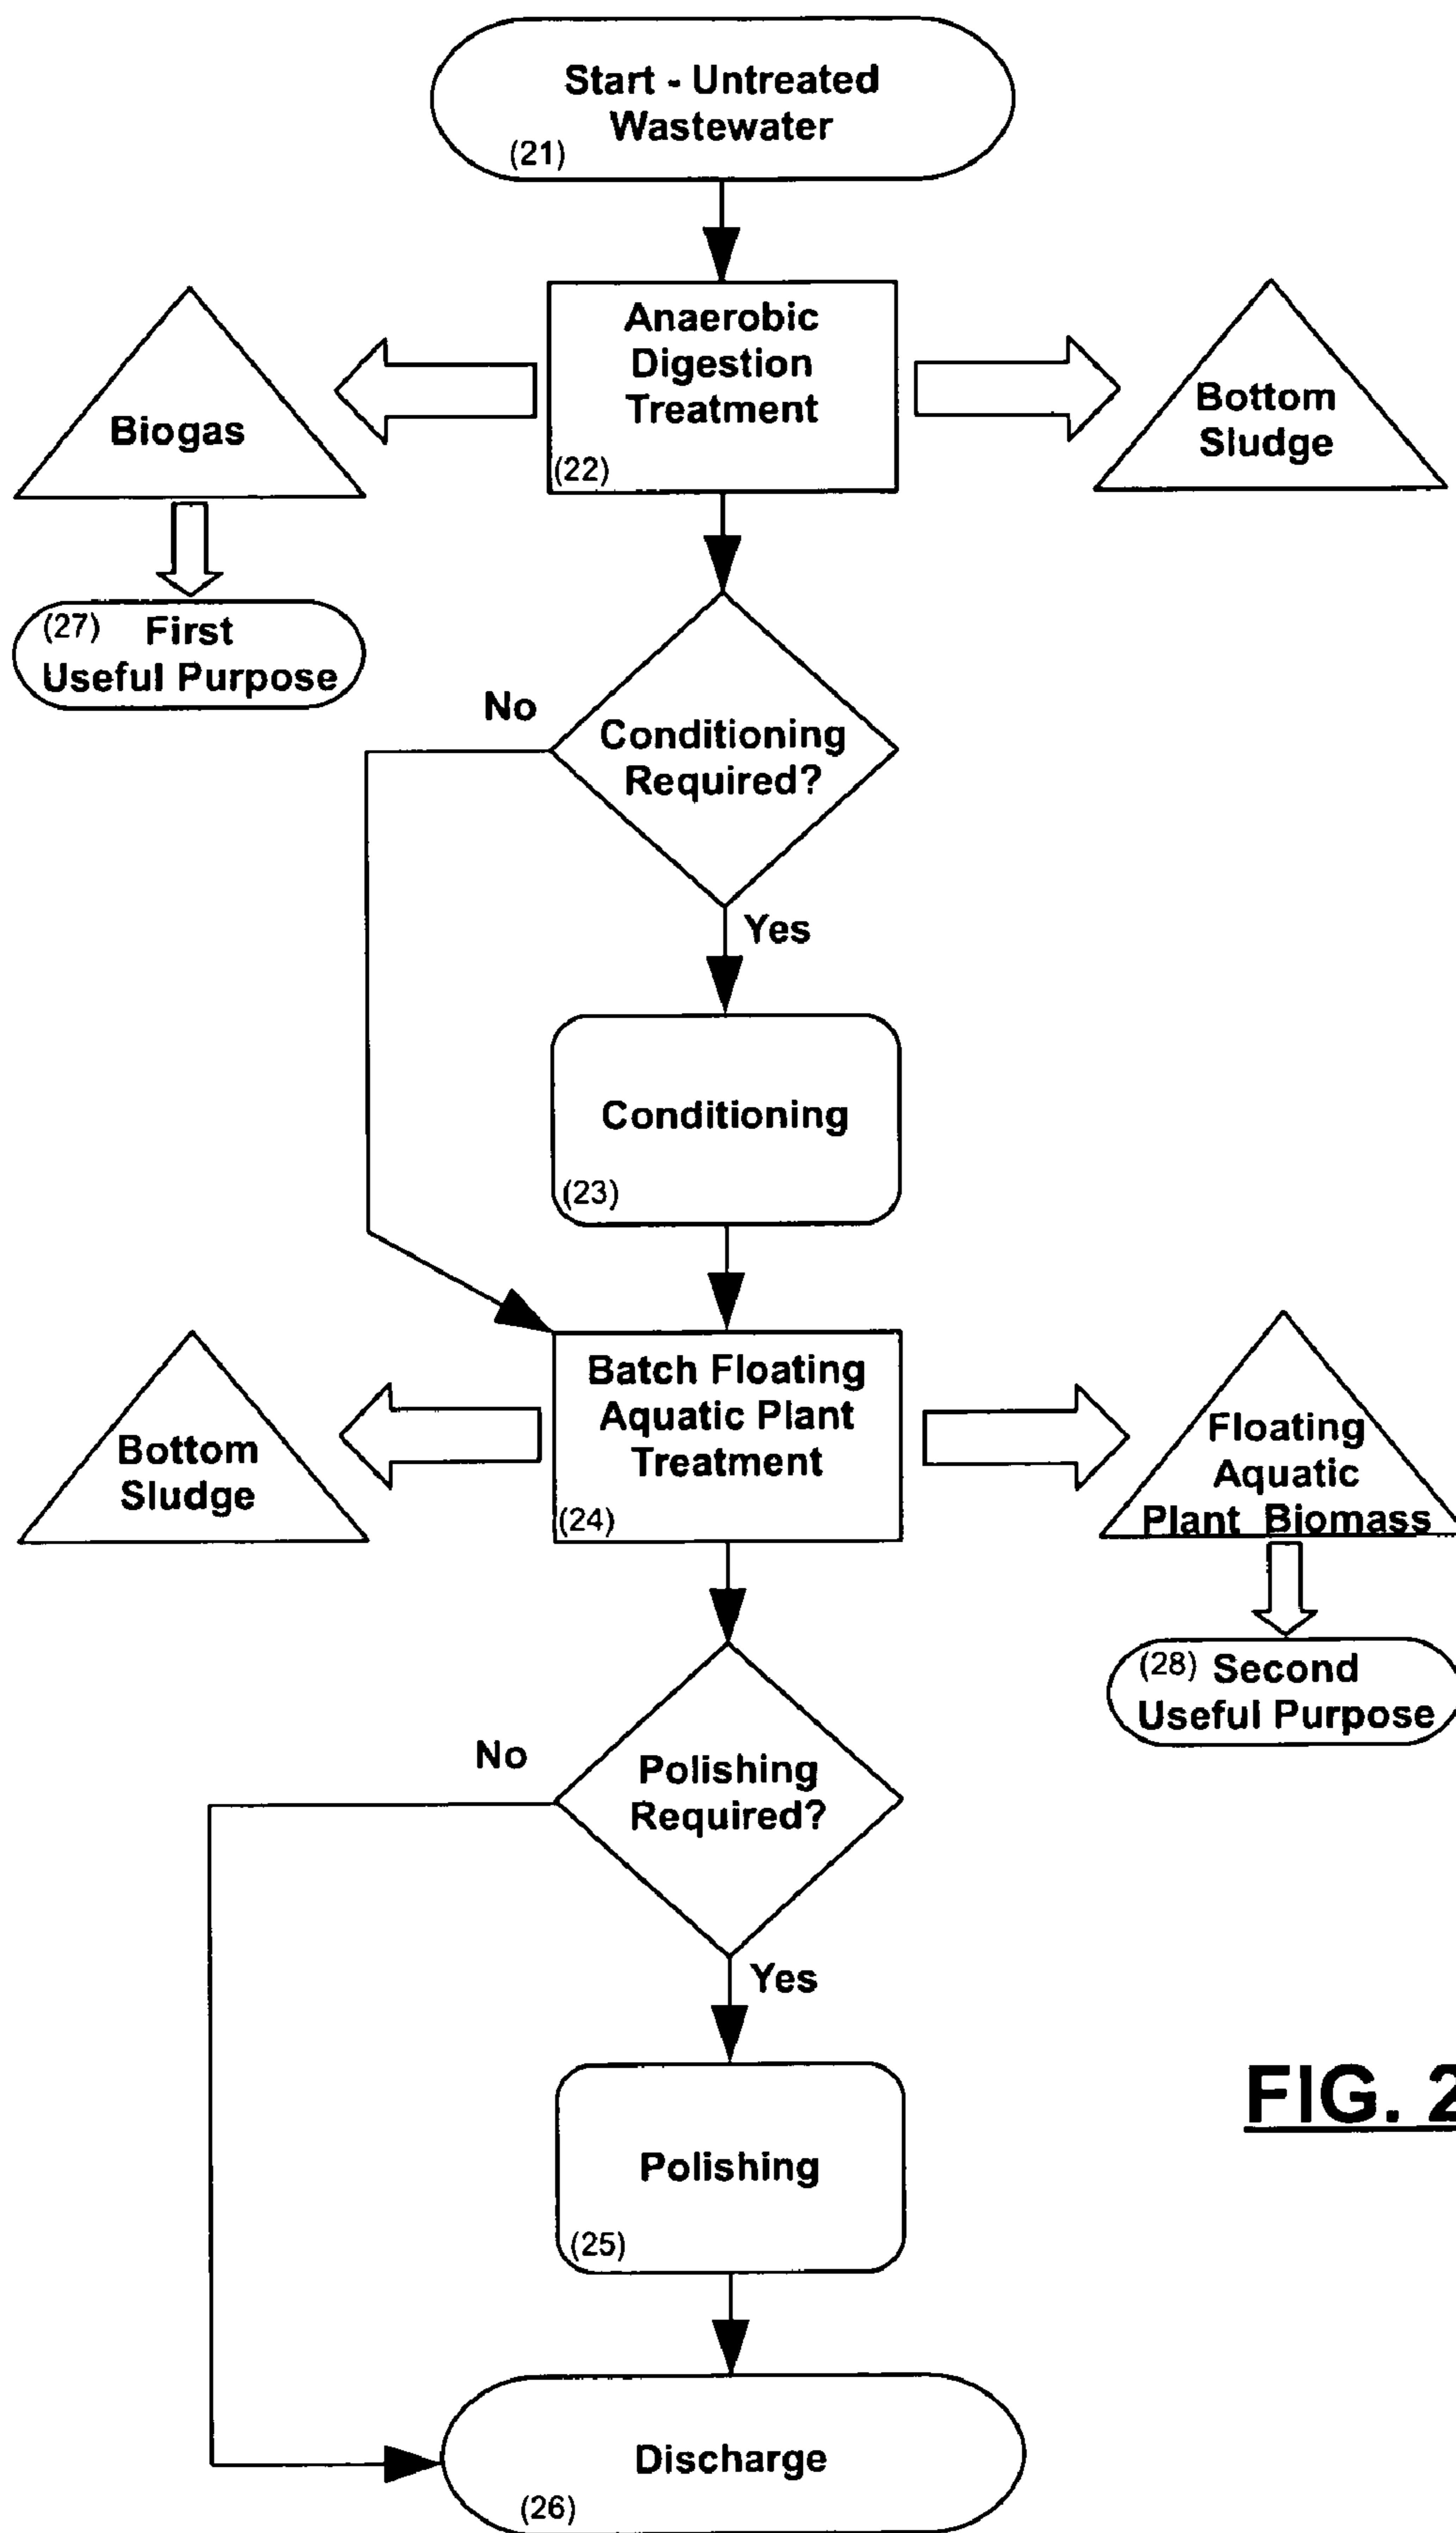 Start - Untreated
Wastewater
(21)
Anaerobic
Digestion
Treatment
(22)
Biogas
Bottom
Sludge
(27) First
Useful Purpose
No
Conditioning
Required?
Yes
Conditioning
(23)
Batch Floating
Aquatic Plant
Treatment
(24)
Bottom
Sludge
Floating
Aquatic
Plant Biomass
(28) Second
Useful Purpose
No
Polishing
Required?
Yes
Polishing
(25)
FIG. 2
Discharge
(26)